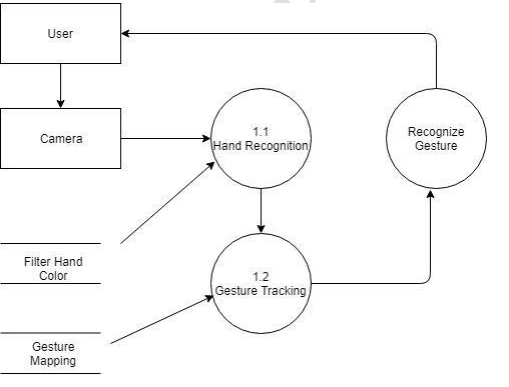 User
Camera
1.1
Hand Recognition
Recognize
Gesture
Filter Hand
Color
1.2
Gesture Tracking
Gesture
Mapping